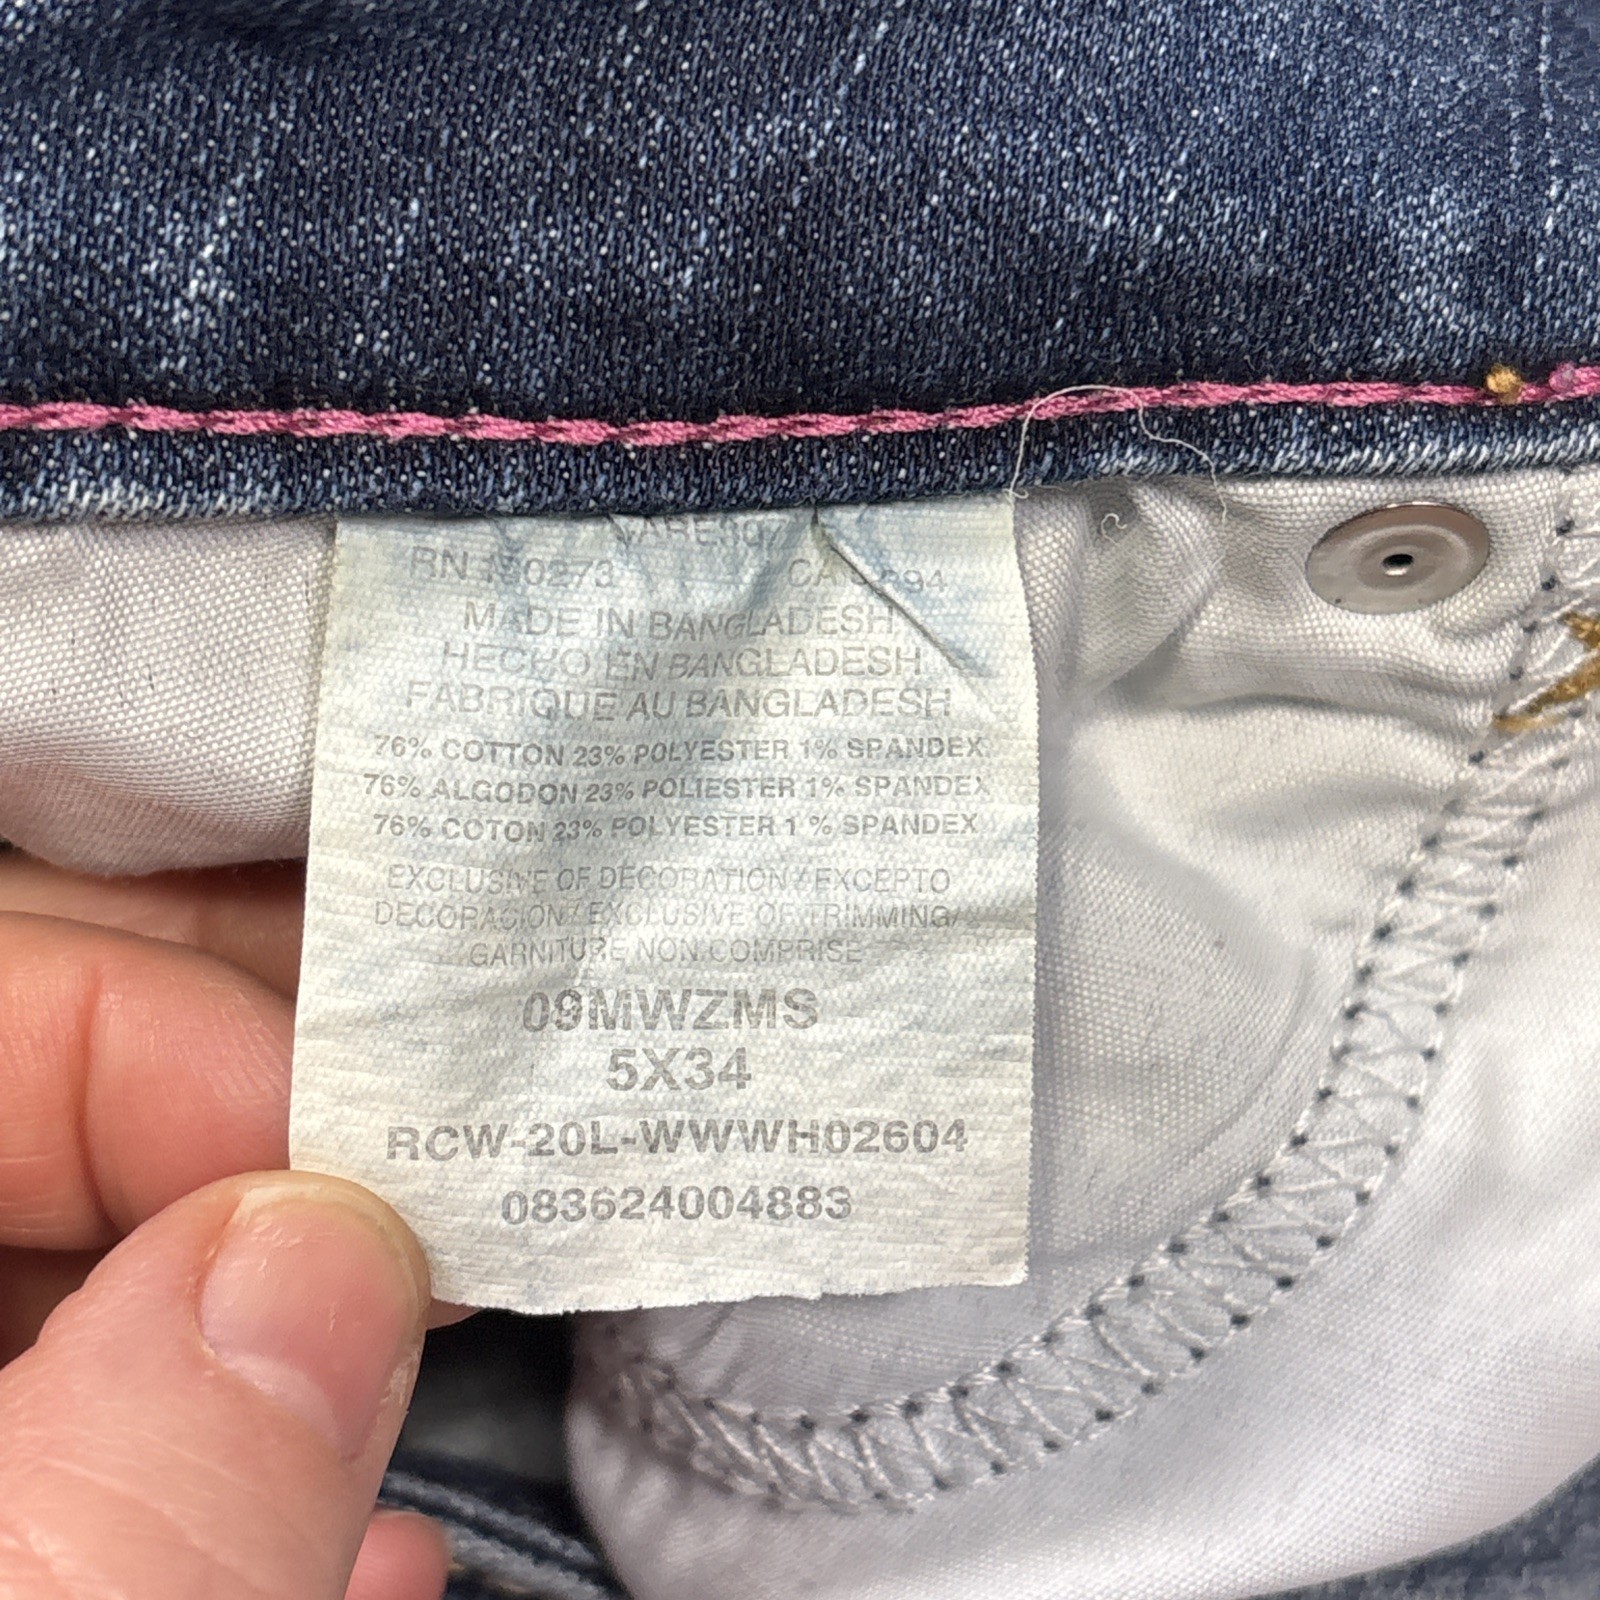 RN 130273
MADE IN BANGLADESH
HECHO EN BANGLADESH
FABRIQUE AU BANGLADESH
76% COTTON 23% POLYESTER 1% SPANDEX
76% ALGODON 23% POLIESTER 1% SPANDEX
76% COTON 23% POLYESTER 1 % SPANDEX
EXCLUSIVE OF DECORATION / EXCEPTO
DECORACION / EXCLUSIVE OF TRIMMING/
GARNITURE NON COMPRISE
09MWZMS
5X34
RCW-20L-WWWH02604
083624004883